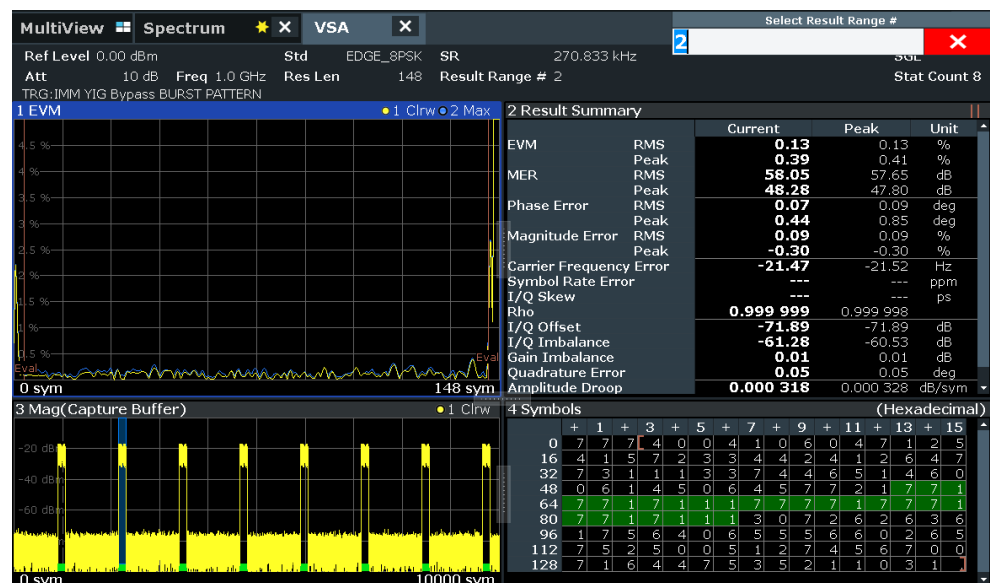 MultiView Spectrum VSA
Select Result Range #
2
Ref Level 0.00 dBm Std EDGE_8PSK SR 270.833 kHz
Att 10 dB Freq 1.0 GHz Res Len 148 Result Range # 2 Stat Count 8
TRG:IMM YIG Bypass BURST PATTERN
1 EVM 1 Clrw 2 Max
4.5 %
4 %
3.5 %
3 %
2.5 %
2 %
1.5 %
1 %
0.5 %
Eval Eval
0 sym 148 sym
2 Result Summary
Current Peak Unit
EVM RMS 0.13 0.13 %
Peak 0.39 0.41 %
MER RMS 58.05 57.65 dB
Peak 48.28 47.80 dB
Phase Error RMS 0.07 0.09 deg
Peak 0.44 0.85 deg
Magnitude Error RMS 0.09 0.09 %
Peak -0.30 -0.30 %
Carrier Frequency Error -21.47 -21.52 Hz
Symbol Rate Error --- --- ppm
I/Q Skew --- --- ps
Rho 0.999 999 0.999 998
I/Q Offset -71.89 -71.89 dB
I/Q Imbalance -61.28 -60.53 dB
Gain Imbalance 0.01 0.01 dB
Quadrature Error 0.05 0.05 deg
Amplitude Droop 0.000 318 0.000 328 dB/sym
3 Mag(Capture Buffer) 1 Clrw
-20 dBm
-40 dBm
-60 dBm
0 sym 10000 sym
4 Symbols (Hexadecimal)
+ 1 + 3 + 5 + 7 + 9 + 11 + 13 + 15
0 7 7 7 4 0 0 4 1 0 6 0 4 7 1 2 5
16 4 1 5 7 2 3 3 4 4 2 4 1 2 6 4 7
32 7 3 1 1 1 3 3 7 4 4 6 5 1 4 6 0
48 0 6 1 4 5 0 6 4 5 7 7 2 1 7 7 1
64 7 7 1 7 1 1 1 7 7 7 7 1 7 7 7 1
80 7 7 1 7 1 1 1 3 0 7 2 6 2 6 3 6
96 1 7 5 6 4 0 6 5 5 5 6 6 0 2 6 5
112 7 5 2 5 0 0 5 1 2 7 4 5 6 7 0 0
128 7 1 6 4 4 7 5 3 5 2 1 1 0 3 1